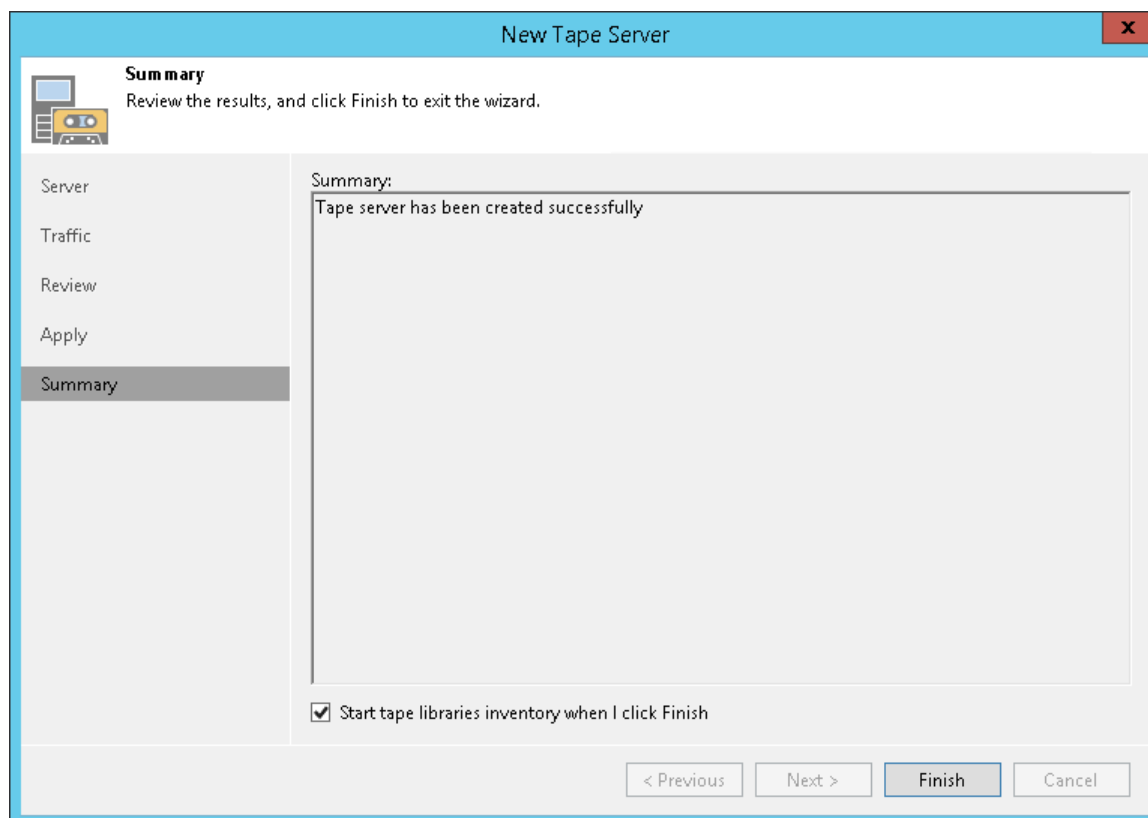 New Tape Server
x
Summary
Review the results, and click Finish to exit the wizard.
Server
Traffic
Review
Apply
Summary
Summary:
Tape server has been created successfully
Start tape libraries inventory when I click Finish
< Previous
Next >
Finish
Cancel